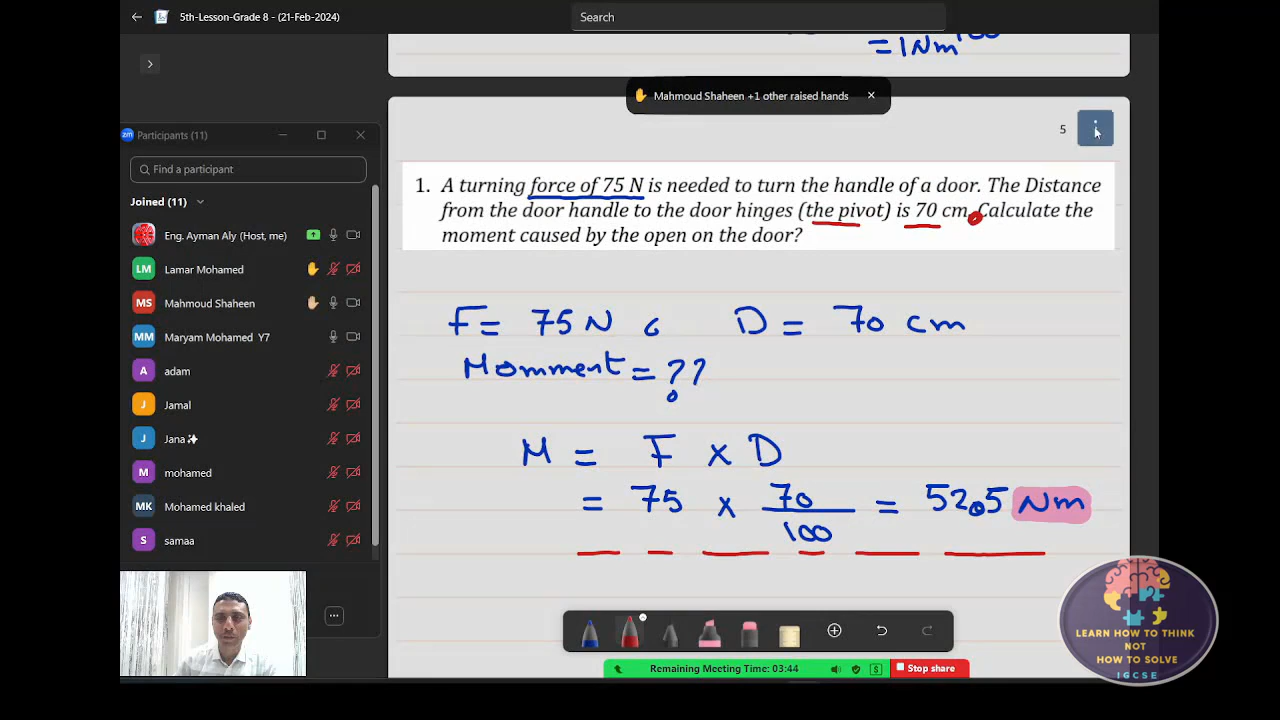 5th-Lesson-Grade 8 - (21-Feb-2024)
Search
= 1Nm
Mahmoud Shaheen +1 other raised hands
5
zm Participants (11)
Find a participant
Joined (11)
Eng. Ayman Aly (Host, me)
LM Lamar Mohamed
MS Mahmoud Shaheen
MM Maryam Mohamed Y7
A adam
J Jamal
J Jana✨
M mohamed
MK Mohamed khaled
S samaa
1. A turning force of 75 N is needed to turn the handle of a door. The Distance
from the door handle to the door hinges (the pivot) is 70 cm. Calculate the
moment caused by the open on the door?
F = 75 N , D = 70 cm
Momment = ??
M = F x D
= 75 x 70/100 = 52.5 Nm
LEARN HOW TO THINK
NOT
HOW TO SOLVE
IGCSE
Remaining Meeting Time: 03:44
Stop share